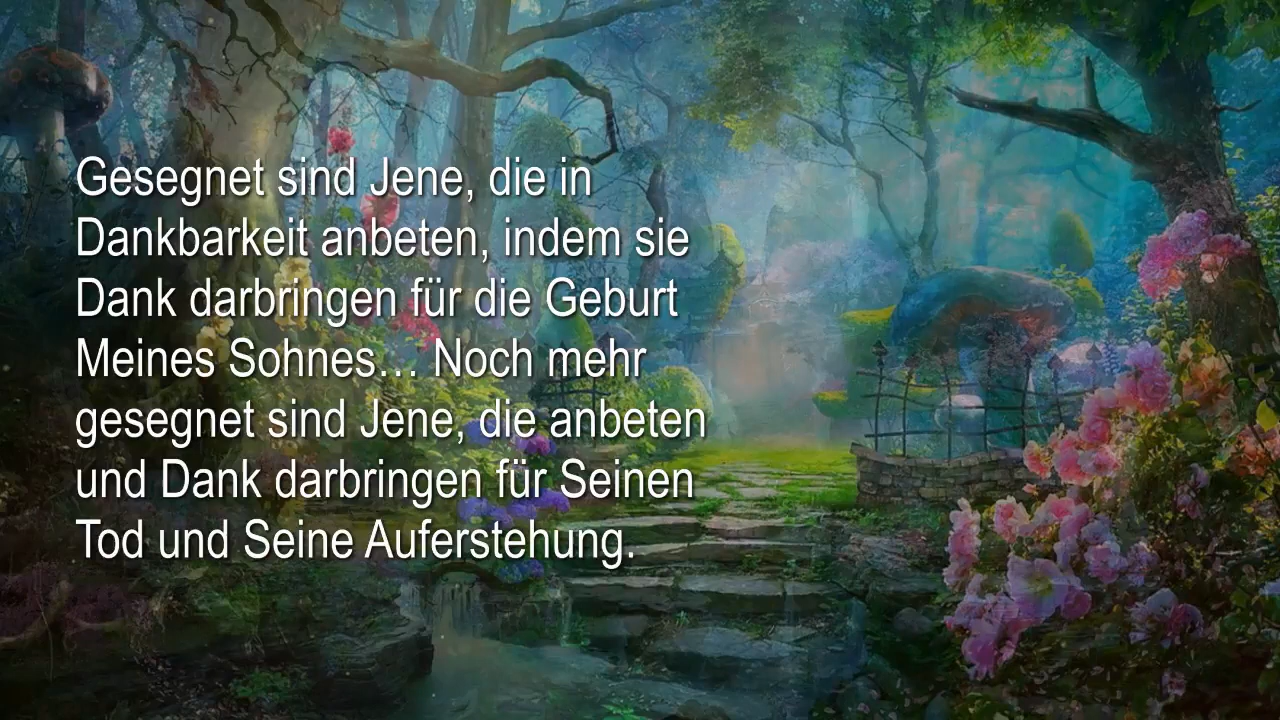 Gesegnet sind Jene, die in
Dankbarkeit anbeten, indem sie
Dank darbringen für die Geburt
Meines Sohnes… Noch mehr
gesegnet sind Jene, die anbeten
und Dank darbringen für Seinen
Tod und Seine Auferstehung.